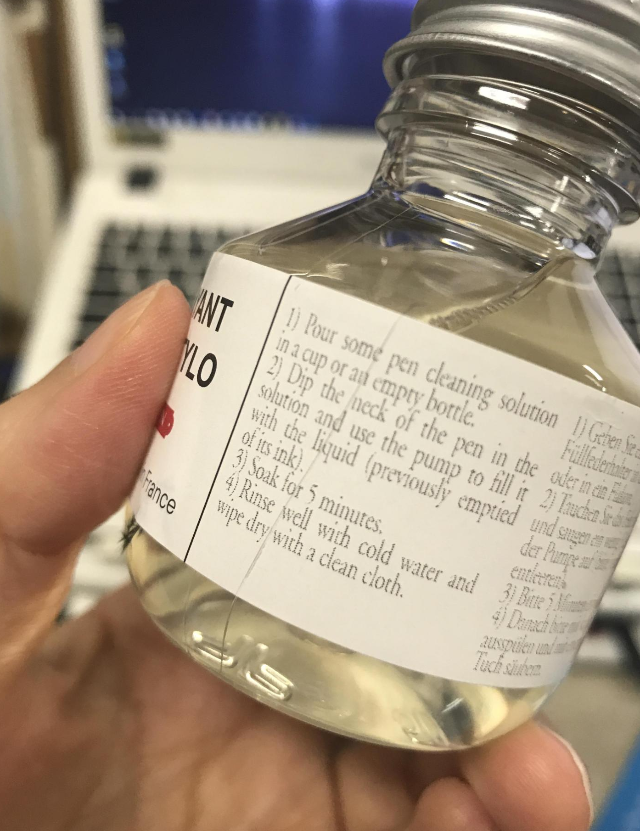 France
1) Pour some pen cleaning solution
in a cup or an empty bottle.
2) Dip the neck of the pen in the
solution and use the pump to fill it
with the liquid (previously emptied
of its ink).
3) Soak for 5 minutes.
4) Rinse well with cold water and
wipe dry with a clean cloth.
1) Geben Sie
oder in ein
2) Tauchen Sie
und saugen
der Pumpe
entleeren).
3) Bitte 5 Minuten
4) Danach
ausspülen und
Tuch säubern.